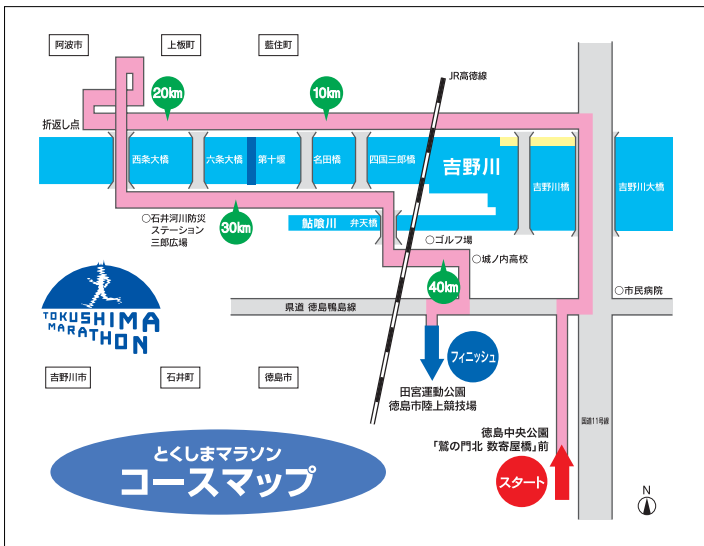 阿波市
上板町
藍住町
JR高徳線
20km
10km
折返し点
四条大橋
六条大橋
第十堰
名田橋
四国三郎橋
吉野川
吉野川橋
吉野川大橋
○石井河川防災
ステーション
三郎広場
30km
鮎喰川
弁天橋
○ゴルフ場
○城ノ内高校
40km
○市民病院
県道 徳島鴨島線
TOKUSHIMA
MARATHON
フィニッシュ
吉野川市
石井町
徳島市
田宮運動公園
徳島市陸上競技場
国道11号線
徳島中央公園
「鷲の門北 数寄屋橋」前
スタート
とくしまマラソン
コースマップ
N